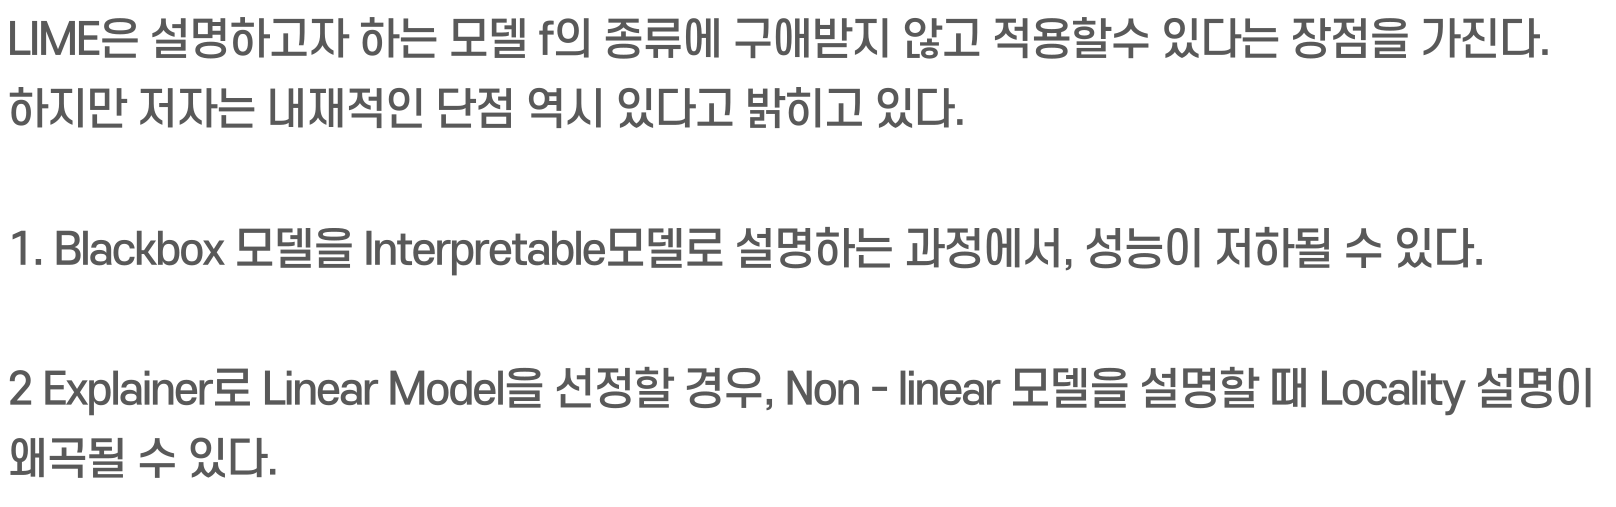 LIME은 설명하고자 하는 모델 f의 종류에 구애받지 않고 적용할수 있다는 장점을 가진다.
하지만 저자는 내재적인 단점 역시 있다고 밝히고 있다.
1. Blackbox 모델을 Interpretable모델로 설명하는 과정에서, 성능이 저하될 수 있다.
2 Explainer로 Linear Model을 선정할 경우, Non - linear 모델을 설명할 때 Locality 설명이
왜곡될 수 있다.